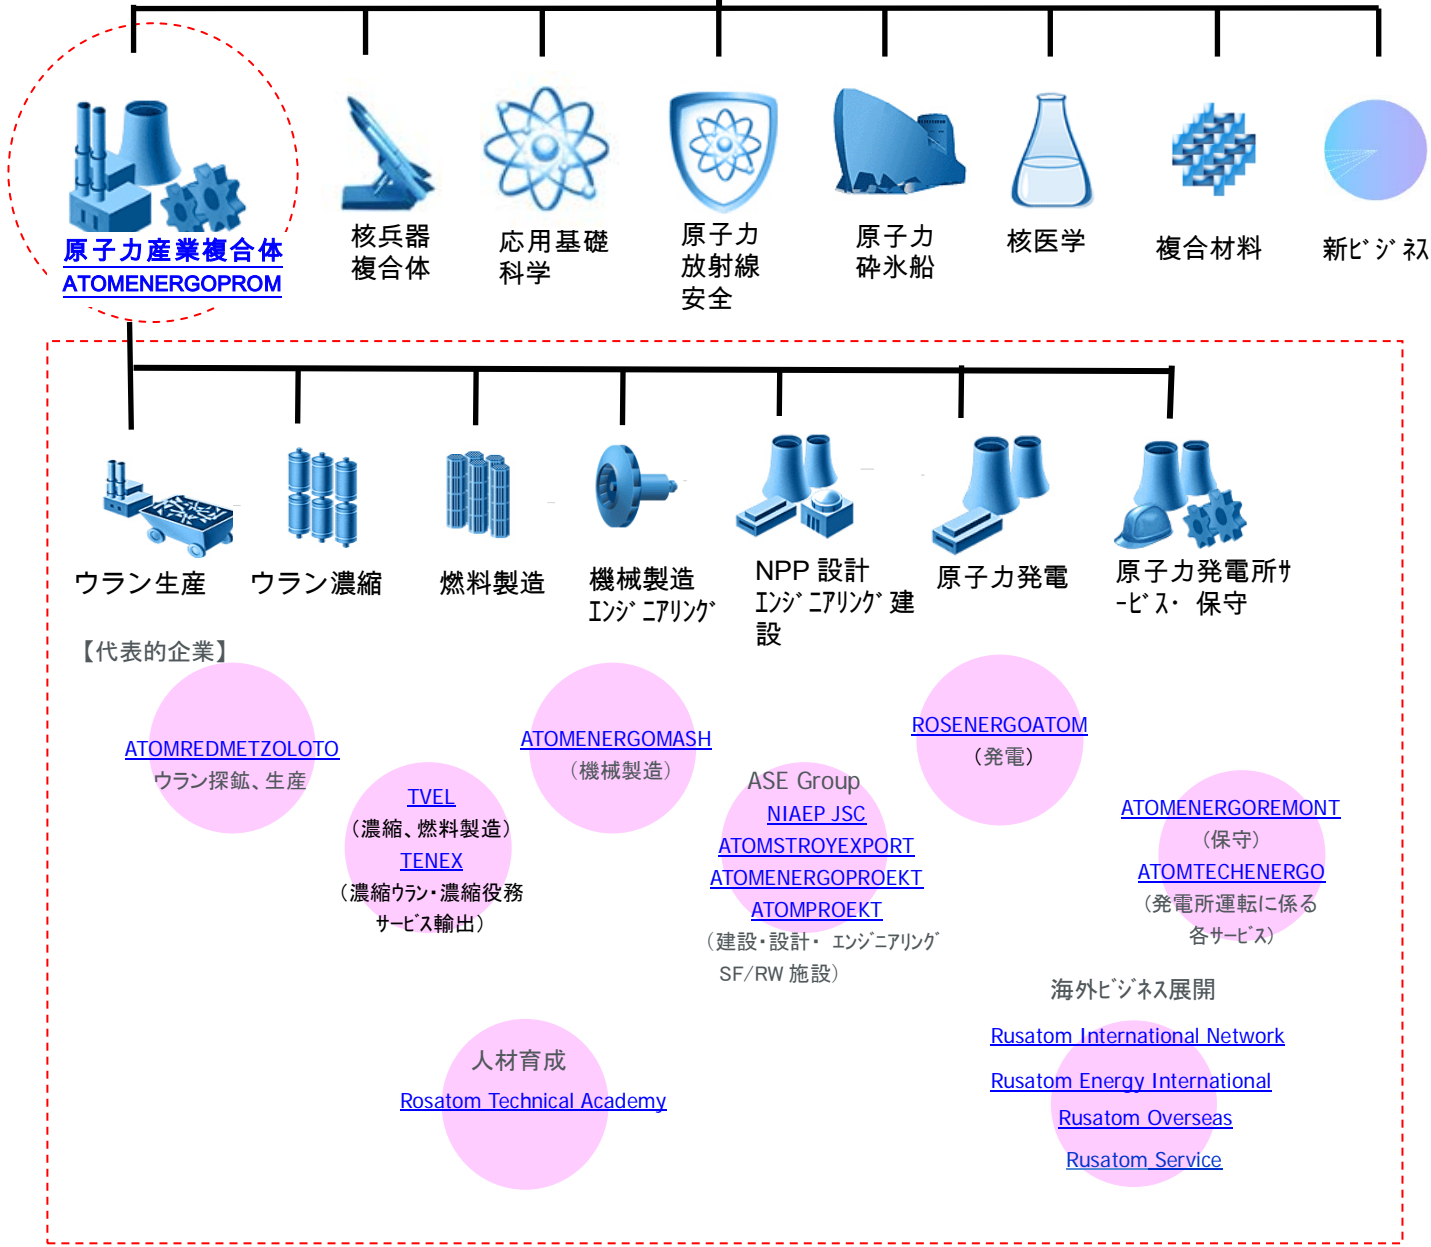 原子力産業複合体
ATOMENERGOPROM
核兵器
複合体
応用基礎
科学
原子力
放射線
安全
原子力
砕氷船
核医学
複合材料
新ﾋﾞｼﾞﾈｽ
ウラン生産
ウラン濃縮
燃料製造
機械製造
ｴﾝｼﾞﾆｱﾘﾝｸﾞ
NPP 設計
ｴﾝｼﾞﾆｱﾘﾝｸﾞ建
設
原子力発電
原子力発電所ｻ
ｰﾋﾞｽ・ 保守
【代表的企業】
ATOMREDMETZOLOTO
ウラン探鉱、生産
TVEL
（濃縮、燃料製造）
TENEX
（濃縮ｳﾗﾝ・濃縮役務
ｻｰﾋﾞｽ輸出）
ATOMENERGOMASH
（機械製造）
ASE Group
NIAEP JSC
ATOMSTROYEXPORT
ATOMENERGOPROEKT
ATOMPROEKT
（建設・設計・ ｴﾝｼﾞﾆｱﾘﾝｸﾞ
SF/RW 施設）
ROSENERGOATOM
（発電）
ATOMENERGOREMONT
（保守）
ATOMTECHENERGO
（発電所運転に係る
各ｻｰﾋﾞｽ）
人材育成
Rosatom Technical Academy
海外ﾋﾞｼﾞﾈｽ展開
Rusatom International Network
Rusatom Energy International
Rusatom Overseas
Rusatom Service